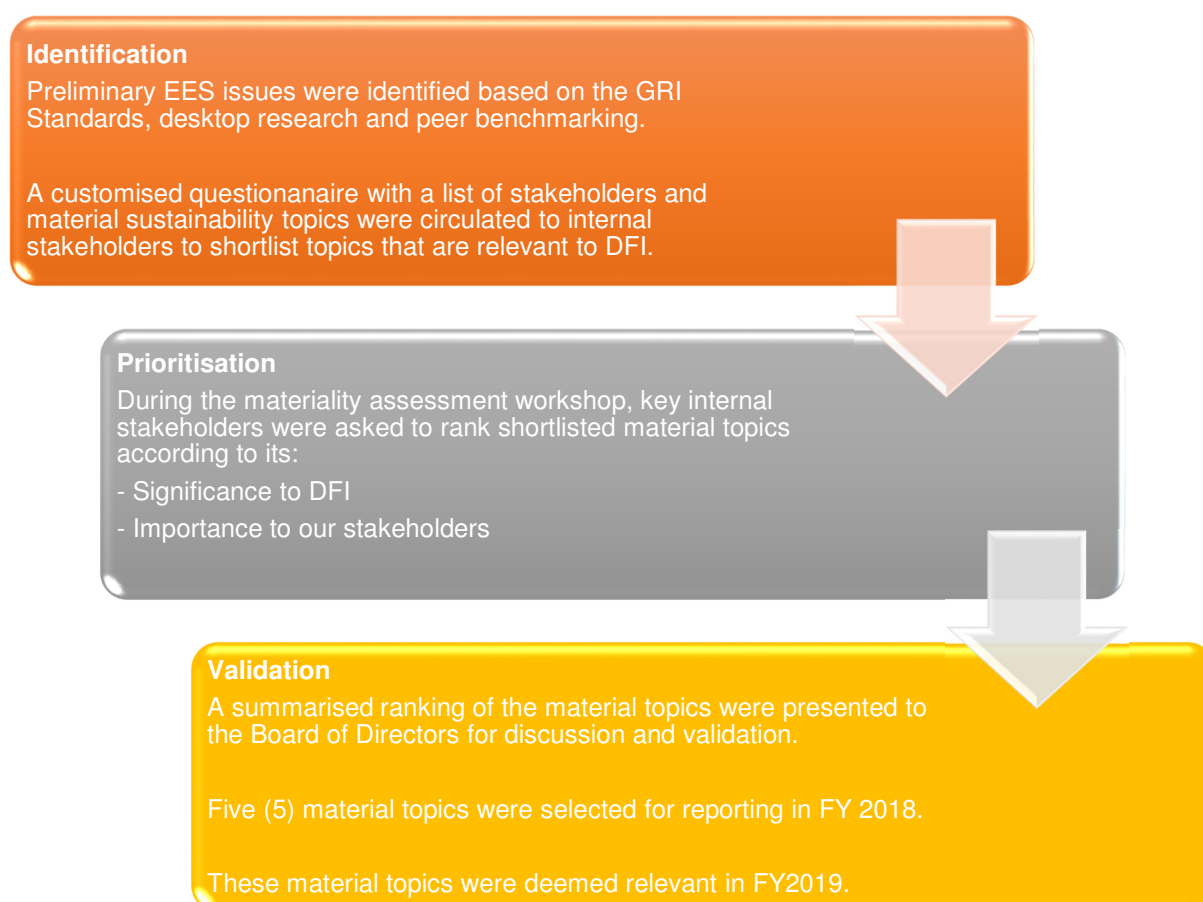 Identification
Preliminary EES issues were identified based on the GRI
Standards, desktop research and peer benchmarking.
A customised questionanaire with a list of stakeholders and
material sustainability topics were circulated to internal
stakeholders to shortlist topics that are relevant to DFI.
Prioritisation
During the materiality assessment workshop, key internal
stakeholders were asked to rank shortlisted material topics
according to its:
- Significance to DFI
- Importance to our stakeholders
Validation
A summarised ranking of the material topics were presented to
the Board of Directors for discussion and validation.
Five (5) material topics were selected for reporting in FY 2018.
These material topics were deemed relevant in FY2019.